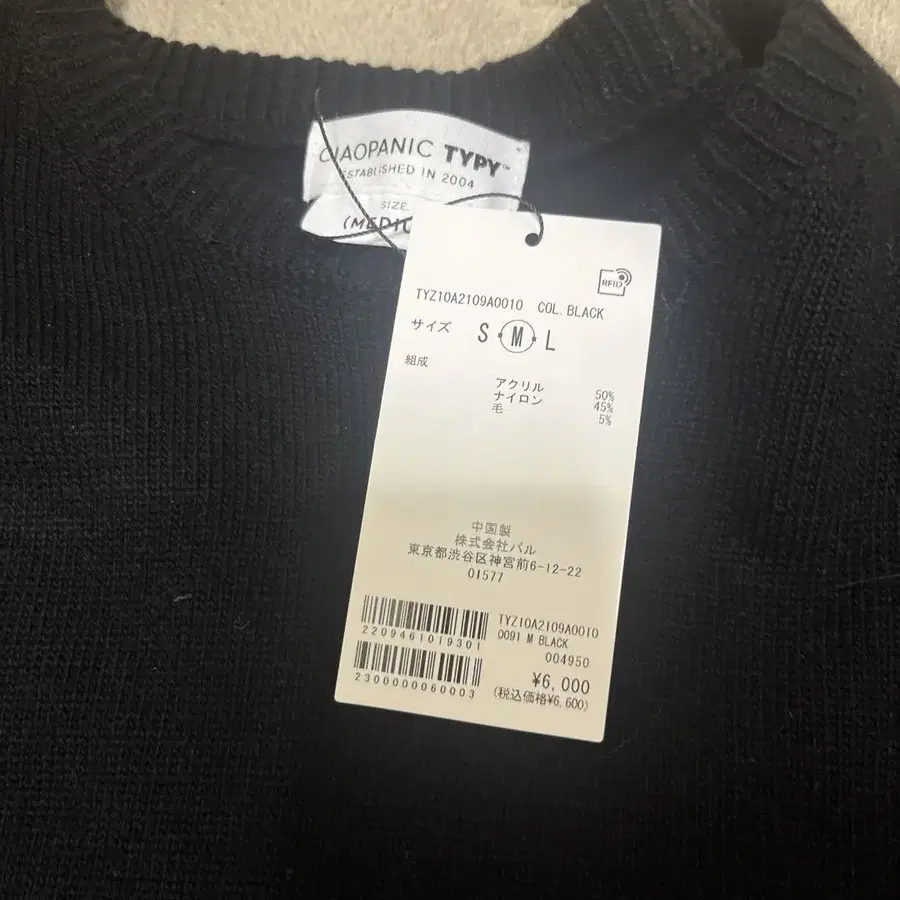 CIAOPANIC TYPY™
ESTABLISHED IN 2004
SIZE.
RFID
TYZ10A2109A0010 COL. BLACK
サイズ S・M・L
組成
アクリル 50%
ナイロン 45%
毛 5%
中国製
株式会社パル
東京都渋谷区神宮前6-12-22
01577
2209461019301
TYZ10A2109A0010
0091 M BLACK
004950
2300000060003
¥6,000
(税込価格¥6,600)